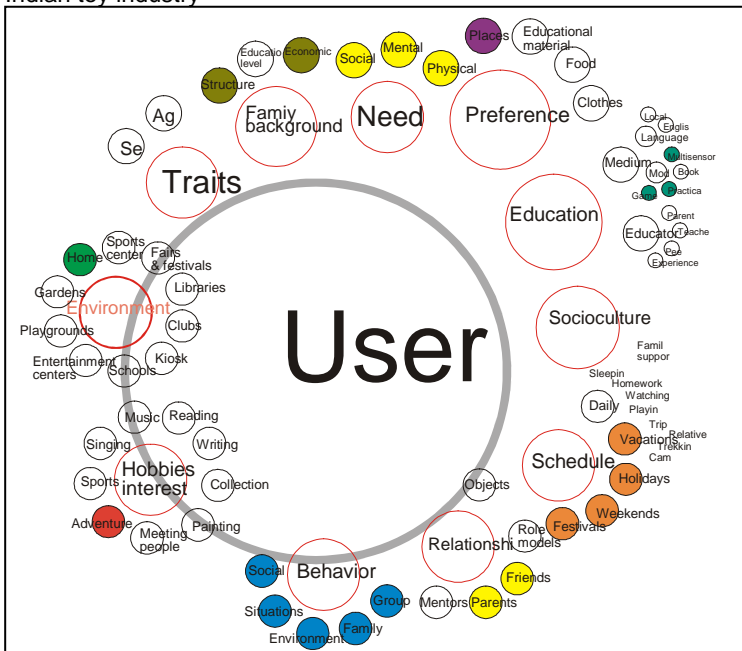 Indian toy industry
Places
Educational
material
Food
Clothes
Mental
Social
Physical
Economic
Educatio
level
Structure
Famiy
background
Need
Preference
Ag
Se
Traits
Local
Englis
Language
Multisensor
Medium
Mod
Book
Game
Practica
Education
Parent
Teache
Educator
Pee
Experience
Sports
center
Fairs
& festivals
Home
Libraries
Gardens
Environment
Playgrounds
Clubs
Entertainment
centers
Kiosk
Schools
User
Socioculture
Famil
suppor
Sleepin
Homework
Watching
Playin
Daily
Trip
Relative
Trekkin
Cam
Vacations
Schedule
Holidays
Weekends
Festivals
Music
Reading
Singing
Writing
Hobbies
interest
Sports
Collection
Adventure
Meeting
people
Painting
Objects
Role
models
Relationshi
Friends
Mentors
Parents
Behavior
Social
Situations
Group
Family
Environment